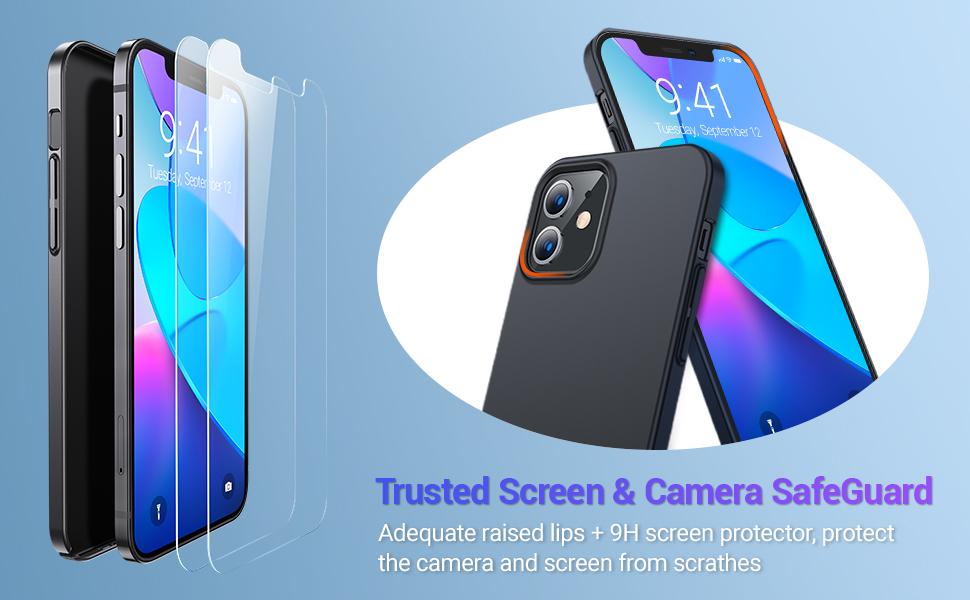 9:41
Tuesday, September 12
9:41
Tuesday, September 12
Trusted Screen & Camera SafeGuard
Adequate raised lips + 9H screen protector, protect
the camera and screen from scrathes